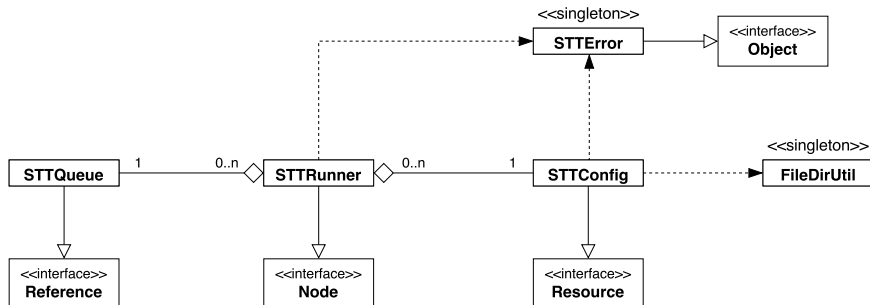 <<singleton>>
STTError
<<interface>>
Object
<<singleton>>
1
0..n
0..n
1
STTQueue
STTRunner
STTConfig
FileDirUtil
<<interface>>
Reference
<<interface>>
Node
<<interface>>
Resource